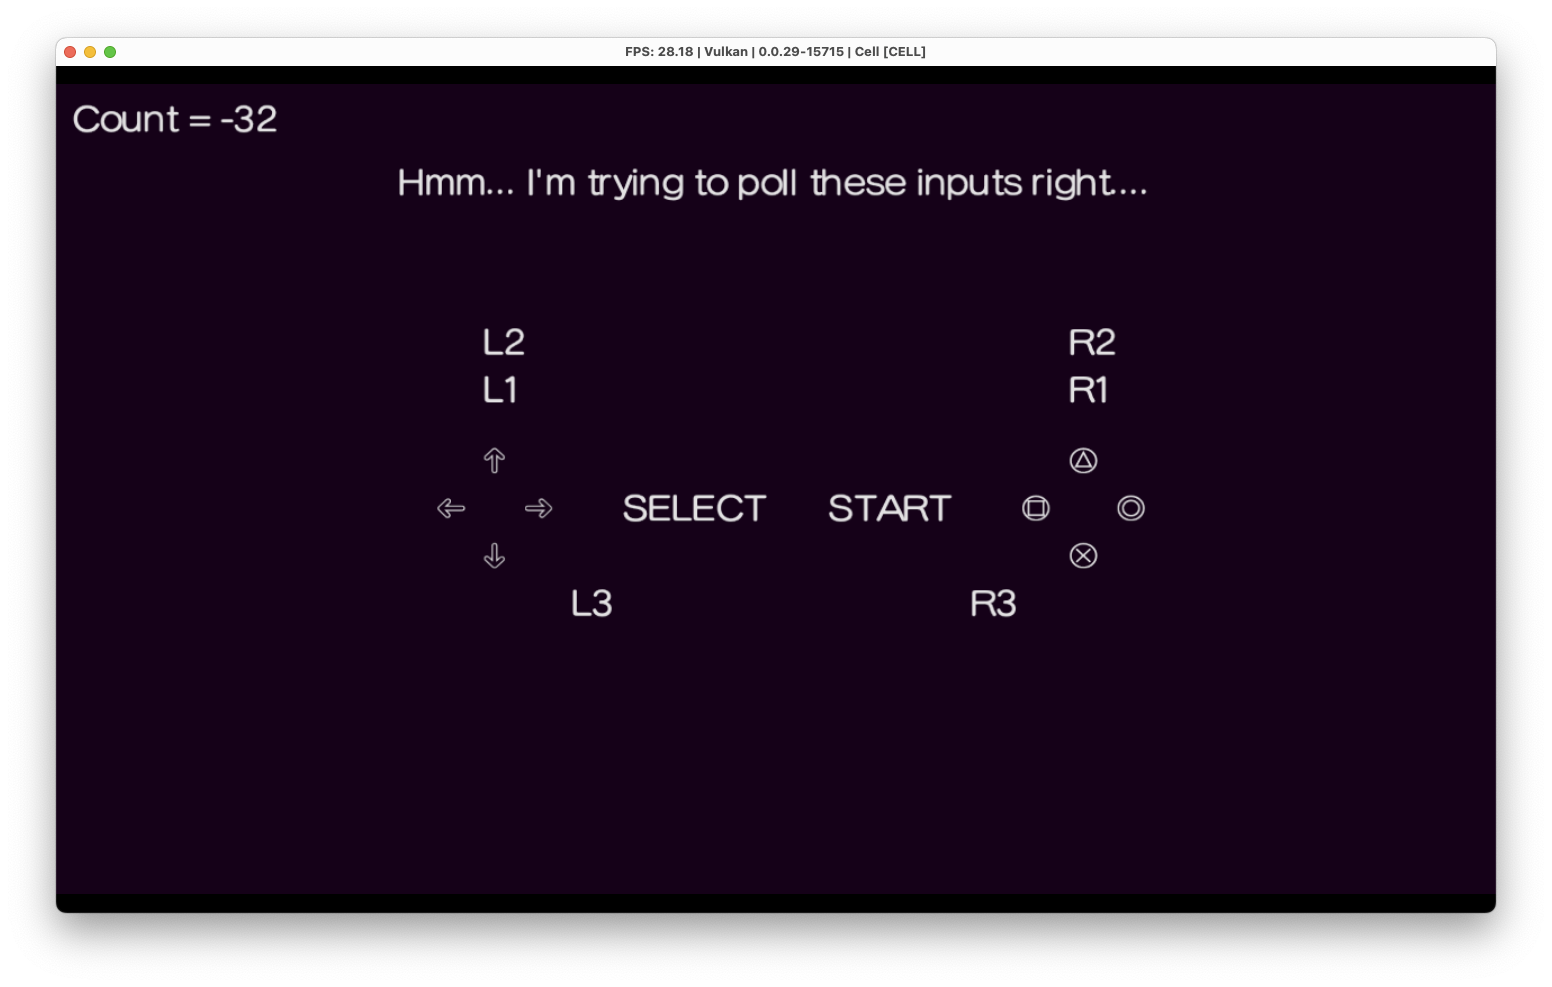 FPS: 28.18 | Vulkan | 0.0.29-15715 | Cell [CELL]
Count = -32
Hmm... I'm trying to poll these inputs right....
L2 R2
L1 R1
↑ △
← → SELECT START □ ○
↓ ✕
L3 R3